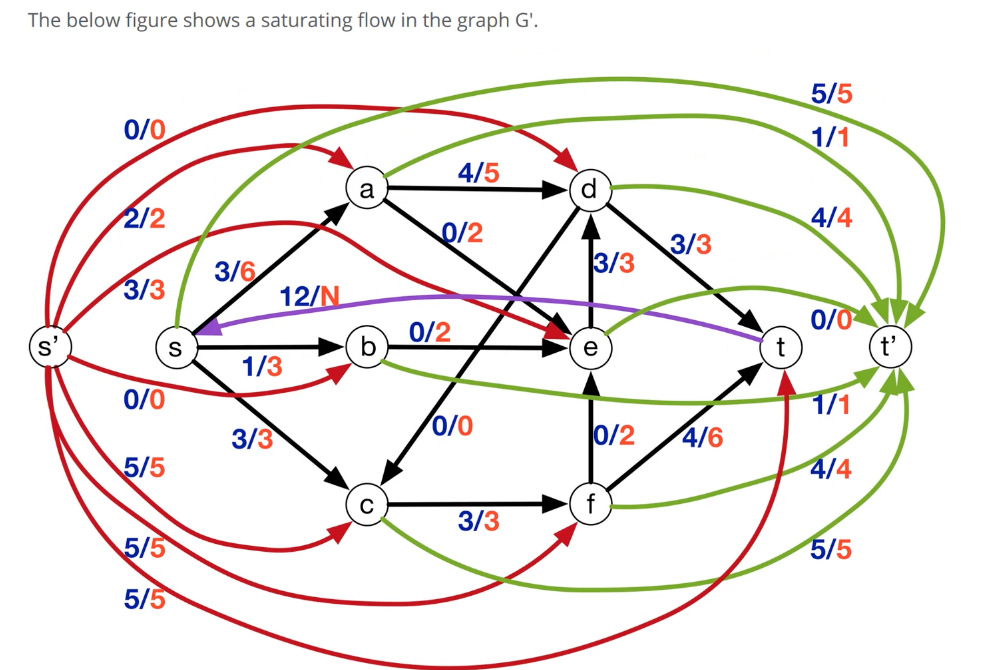 The below figure shows a saturating flow in the graph G'.
5/5
0/0
1/1
a
4/5
d
2/2
4/4
0/2
3/3
3/6
3/3
3/3
12/N
0/0
s'
s
b
0/2
e
t
t'
1/3
0/0
1/1
3/3
0/0
0/2
4/6
5/5
4/4
c
f
3/3
5/5
5/5
5/5